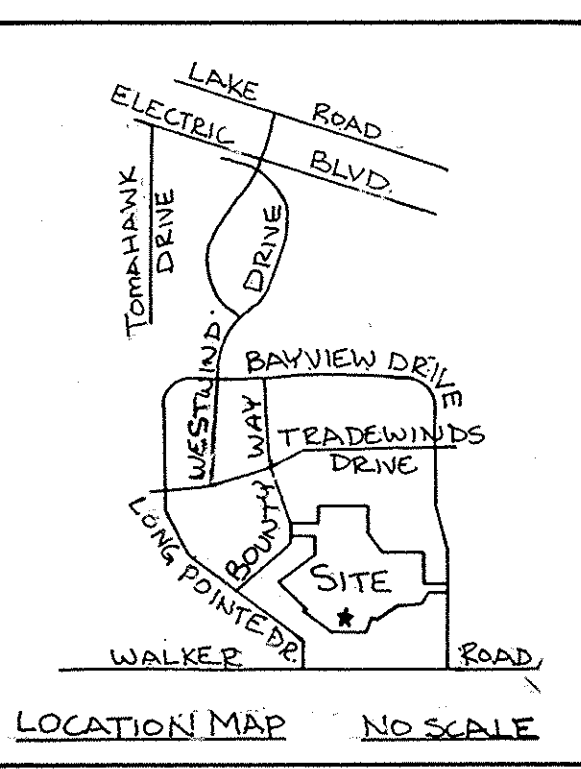 LAKE ROAD
ELECTRIC BLVD.
TOMAHAWK
DRIVE
WESTWIND DRIVE
BAYVIEW DRIVE
BOUNTY WAY
TRADEWINDS
DRIVE
LONG POINTE DR.
SITE
WALKER ROAD
LOCATION MAP NO SCALE